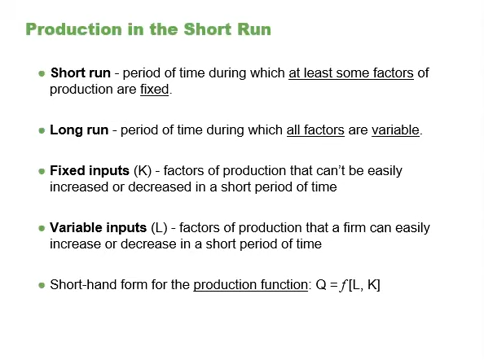 Production in the Short Run
● Short run - period of time during which at least some factors of
production are fixed.
● Long run - period of time during which all factors are variable.
● Fixed inputs (K) - factors of production that can't be easily
increased or decreased in a short period of time
● Variable inputs (L) - factors of production that a firm can easily
increase or decrease in a short period of time
● Short-hand form for the production function: Q = f [L, K]